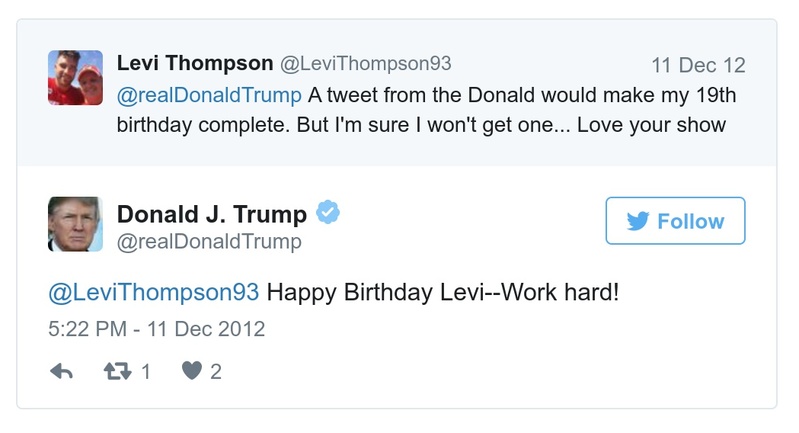 Levi Thompson @LeviThompson93 11 Dec 12
@realDonaldTrump A tweet from the Donald would make my 19th
birthday complete. But I'm sure I won't get one... Love your show
Donald J. Trump
Follow
@realDonaldTrump
@LeviThompson93 Happy Birthday Levi--Work hard!
5:22 PM - 11 Dec 2012
1 2